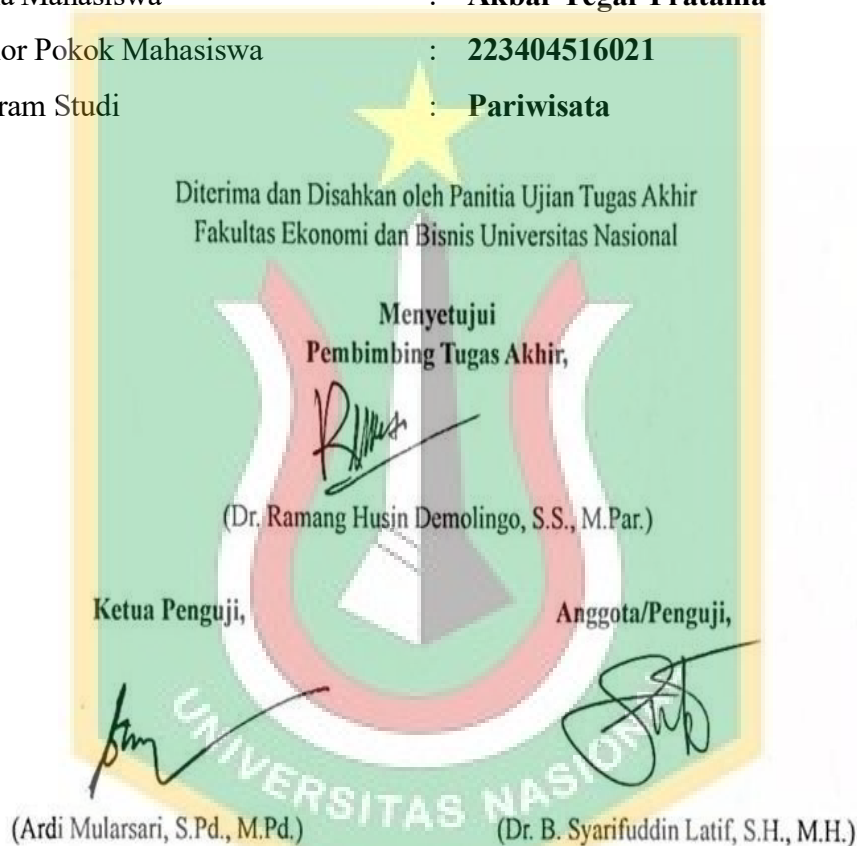 : Akbar Tegar Pratama
Pokok Mahasiswa : 223404516021
Studi : Pariwisata
Diterima dan Disahkan oleh Panitia Ujian Tugas Akhir
Fakultas Ekonomi dan Bisnis Universitas Nasional
Menyetujui
Pembimbing Tugas Akhir,
(Dr. Ramang Husin Demolingo, S.S., M.Par.)
Ketua Penguji, Anggota/Penguji,
UNIVERSITAS NASIONAL
(Ardi Mularsari, S.Pd., M.Pd.) (Dr. B. Syarifuddin Latif, S.H., M.H.)